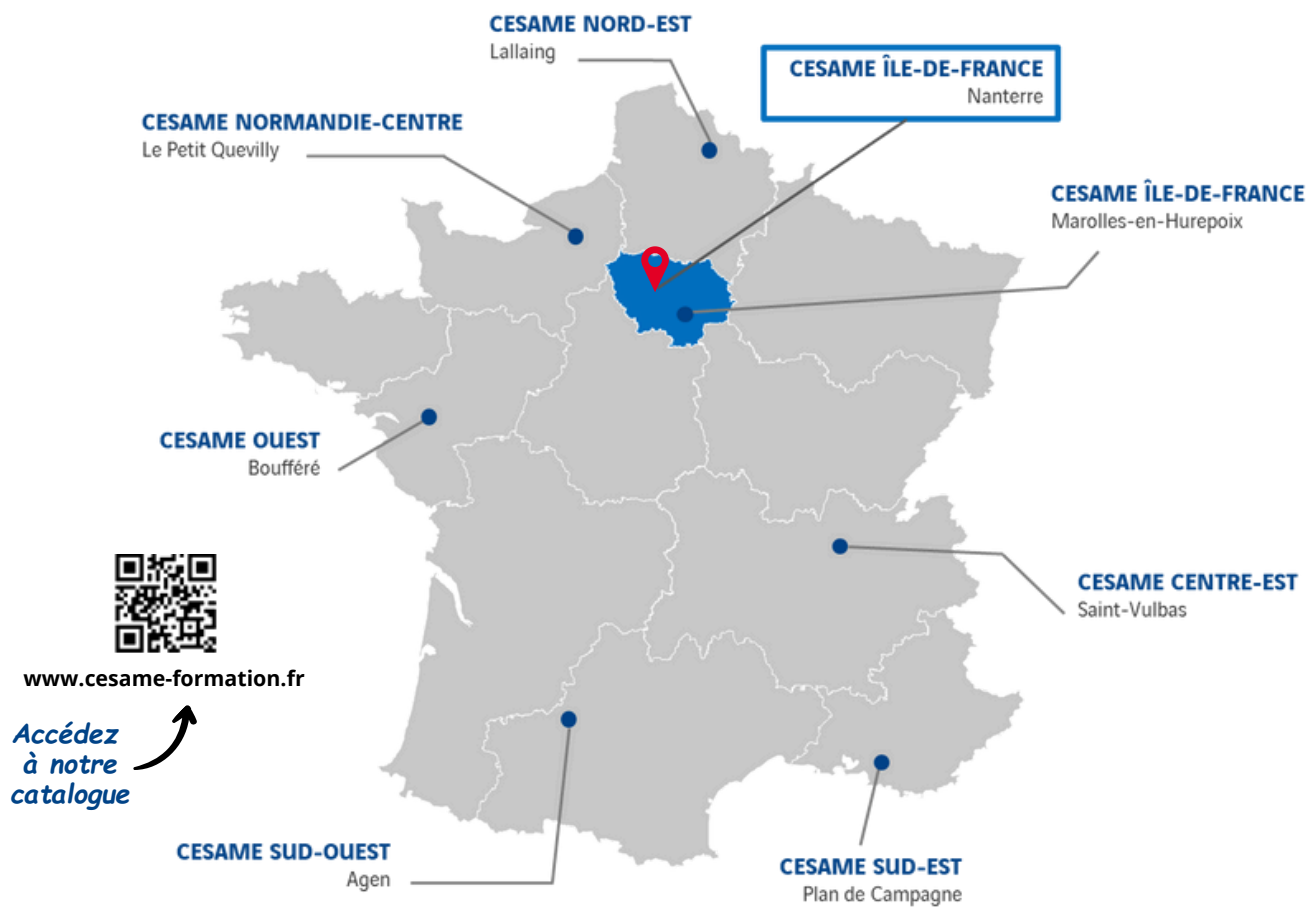 CESAME NORD-EST
Lallaing
CESAME ÎLE-DE-FRANCE
Nanterre
CESAME NORMANDIE-CENTRE
Le Petit Quevilly
CESAME ÎLE-DE-FRANCE
Marolles-en-Hurepoix
CESAME OUEST
Boufféré
CESAME CENTRE-EST
Saint-Vulbas
www.cesame-formation.fr
Accédez
à notre
catalogue
CESAME SUD-OUEST
Agen
CESAME SUD-EST
Plan de Campagne